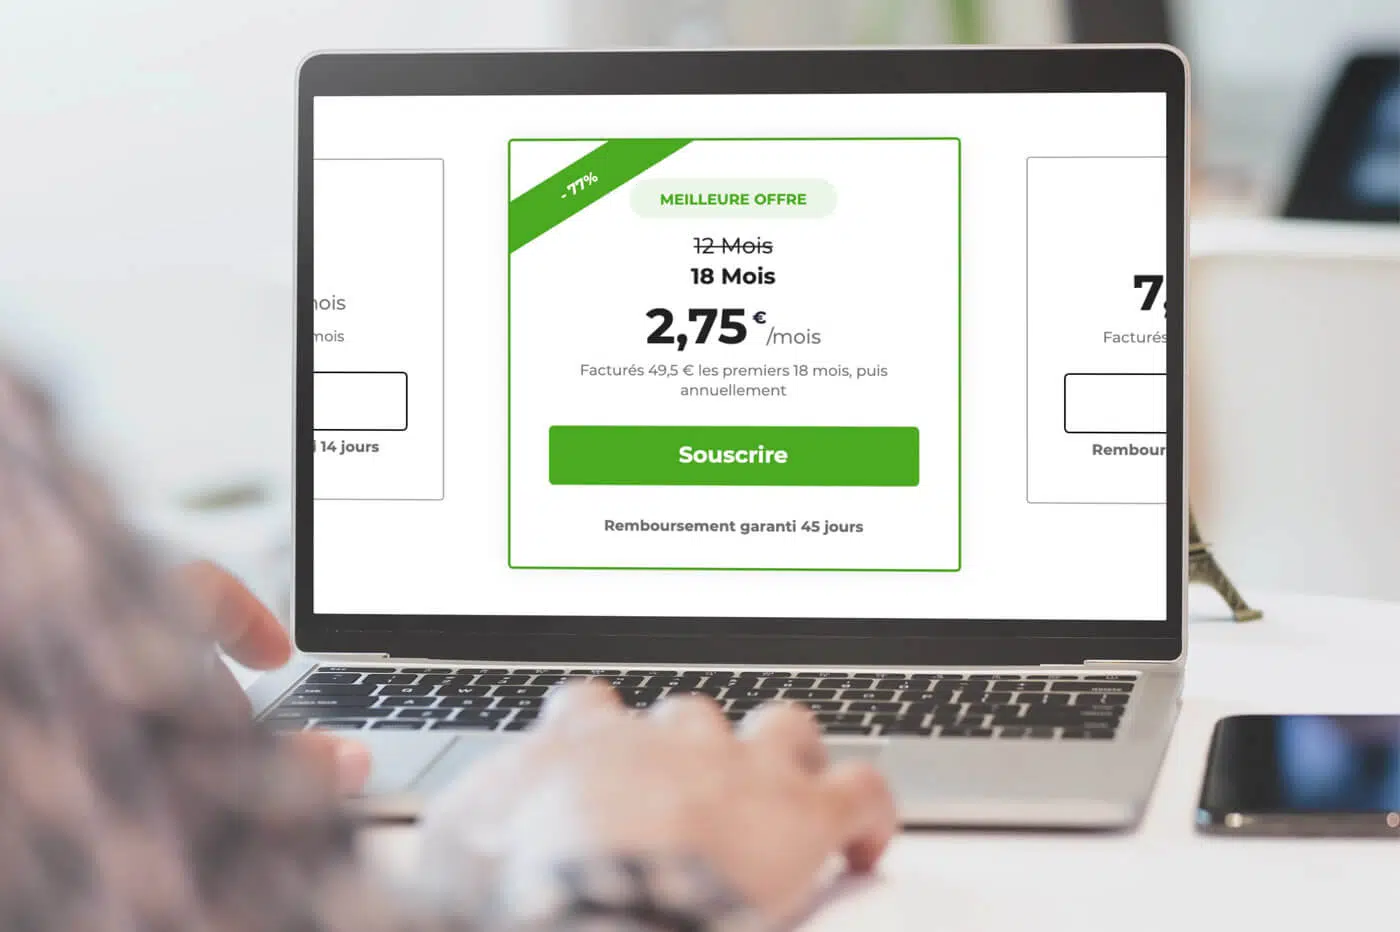 mois
mois
14 jours
- 77%
MEILLEURE OFFRE
12 Mois
18 Mois
2,75 € /mois
Facturés 49,5 € les premiers 18 mois, puis
annuellement
Souscrire
Remboursement garanti 45 jours
7,
Facturés
Rembour